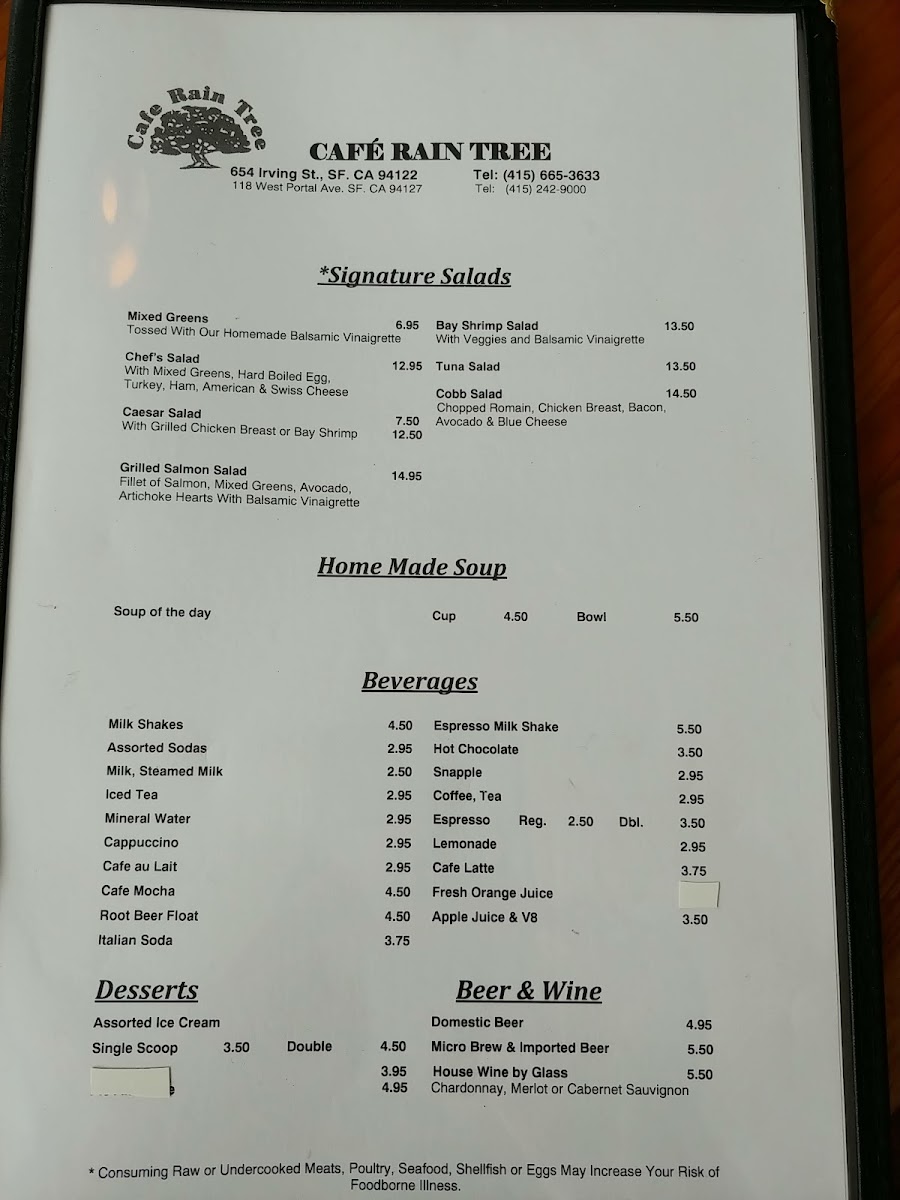 Cafe Rain Tree
CAFÉ RAIN TREE
654 Irving St., SF. CA 94122 Tel: (415) 665-3633
118 West Portal Ave. SF. CA 94127 Tel: (415) 242-9000
*Signature Salads
Mixed Greens 6.95
Tossed With Our Homemade Balsamic Vinaigrette
Chef's Salad 12.95
With Mixed Greens, Hard Boiled Egg,
Turkey, Ham, American & Swiss Cheese
Caesar Salad 7.50
With Grilled Chicken Breast or Bay Shrimp 12.50
Grilled Salmon Salad 14.95
Fillet of Salmon, Mixed Greens, Avocado,
Artichoke Hearts With Balsamic Vinaigrette
Bay Shrimp Salad 13.50
With Veggies and Balsamic Vinaigrette
Tuna Salad 13.50
Cobb Salad 14.50
Chopped Romain, Chicken Breast, Bacon,
Avocado & Blue Cheese
Home Made Soup
Soup of the day Cup 4.50 Bowl 5.50
Beverages
Milk Shakes 4.50
Assorted Sodas 2.95
Milk, Steamed Milk 2.50
Iced Tea 2.95
Mineral Water 2.95
Cappuccino 2.95
Cafe au Lait 2.95
Cafe Mocha 4.50
Root Beer Float 4.50
Italian Soda 3.75
Espresso Milk Shake 5.50
Hot Chocolate 3.50
Snapple 2.95
Coffee, Tea 2.95
Espresso Reg. 2.50 Dbl. 3.50
Lemonade 2.95
Cafe Latte 3.75
Fresh Orange Juice
Apple Juice & V8 3.50
Desserts
Assorted Ice Cream
Single Scoop 3.50 Double 4.50
3.95
4.95
Beer & Wine
Domestic Beer 4.95
Micro Brew & Imported Beer 5.50
House Wine by Glass 5.50
Chardonnay, Merlot or Cabernet Sauvignon
* Consuming Raw or Undercooked Meats, Poultry, Seafood, Shellfish or Eggs May Increase Your Risk of
Foodborne Illness.